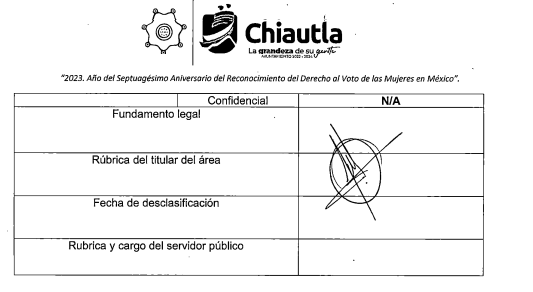 Chiautla
La grandeza de su gente
AYUNTAMIENTO 2022 - 2024
"2023. Año del Septuagésimo Aniversario del Reconocimiento del Derecho al Voto de las Mujeres en México".
Confidencial N/A
Fundamento legal
Rúbrica del titular del área
Fecha de desclasificación
Rubrica y cargo del servidor público